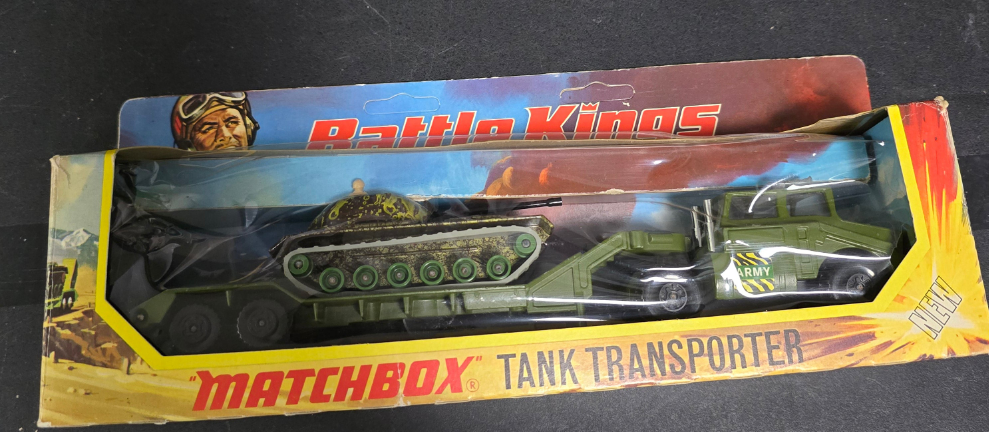 Battle Kings
ARMY
NEW
"MATCHBOX"® TANK TRANSPORTER